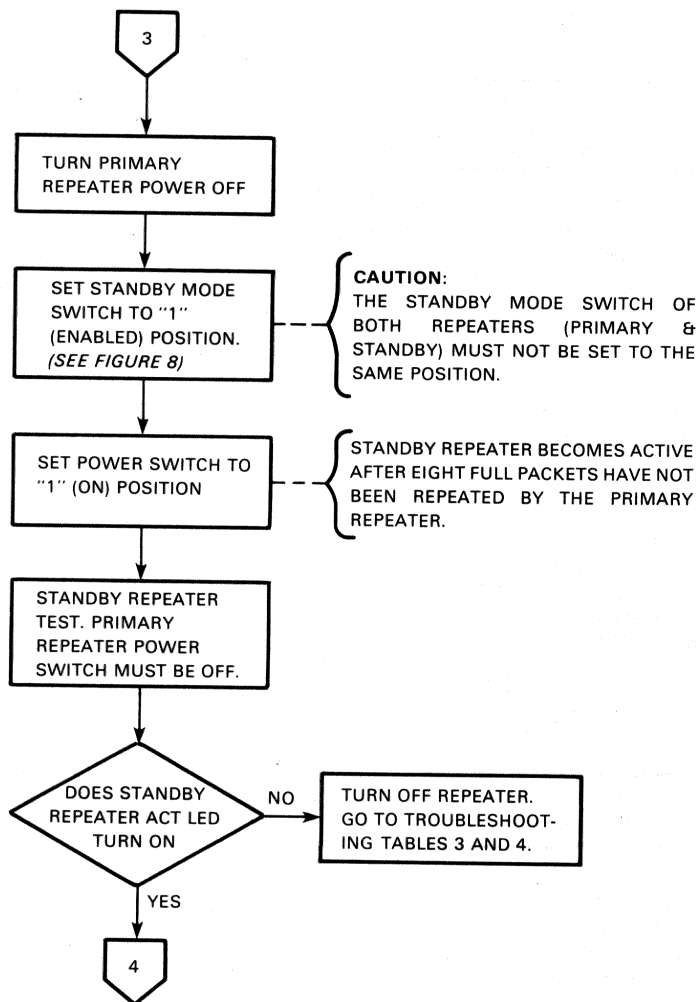 3
TURN PRIMARY
REPEATER POWER OFF
SET STANDBY MODE
SWITCH TO "1"
(ENABLED) POSITION.
(SEE FIGURE 8)
CAUTION:
THE STANDBY MODE SWITCH OF
BOTH REPEATERS (PRIMARY &
STANDBY) MUST NOT BE SET TO THE
SAME POSITION.
SET POWER SWITCH TO
"1" (ON) POSITION
STANDBY REPEATER BECOMES ACTIVE
AFTER EIGHT FULL PACKETS HAVE NOT
BEEN REPEATED BY THE PRIMARY
REPEATER.
STANDBY REPEATER
TEST. PRIMARY
REPEATER POWER
SWITCH MUST BE OFF.
DOES STANDBY
REPEATER ACT LED
TURN ON
NO
TURN OFF REPEATER.
GO TO TROUBLESHOOT-
ING TABLES 3 AND 4.
YES
4